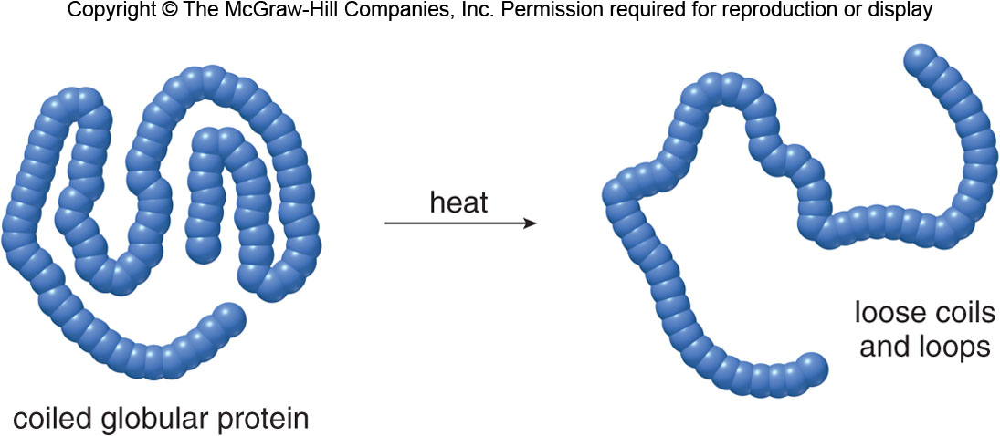 Copyright © The McGraw-Hill Companies, Inc. Permission required for reproduction or display
heat
loose coils
and loops
coiled globular protein